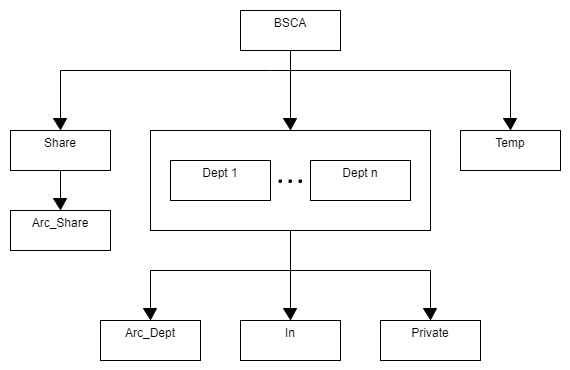 BSCA
Share
Dept 1
...
Dept n
Temp
Arc_Share
Arc_Dept
In
Private